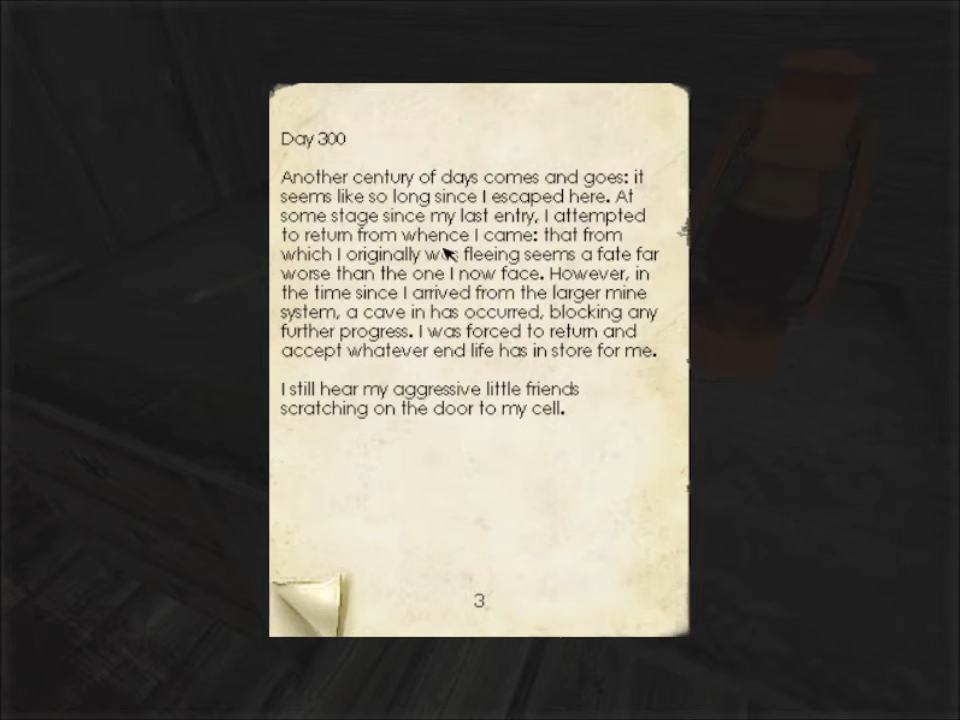 Day 300
Another century of days comes and goes: it
seems like so long since I escaped here. At
some stage since my last entry, I attempted
to return from whence I came: that from
which I originally was fleeing seems a fate far
worse than the one I now face. However, in
the time since I arrived from the larger mine
system, a cave in has occurred, blocking any
further progress. I was forced to return and
accept whatever end life has in store for me.
I still hear my aggressive little friends
scratching on the door to my cell.
3